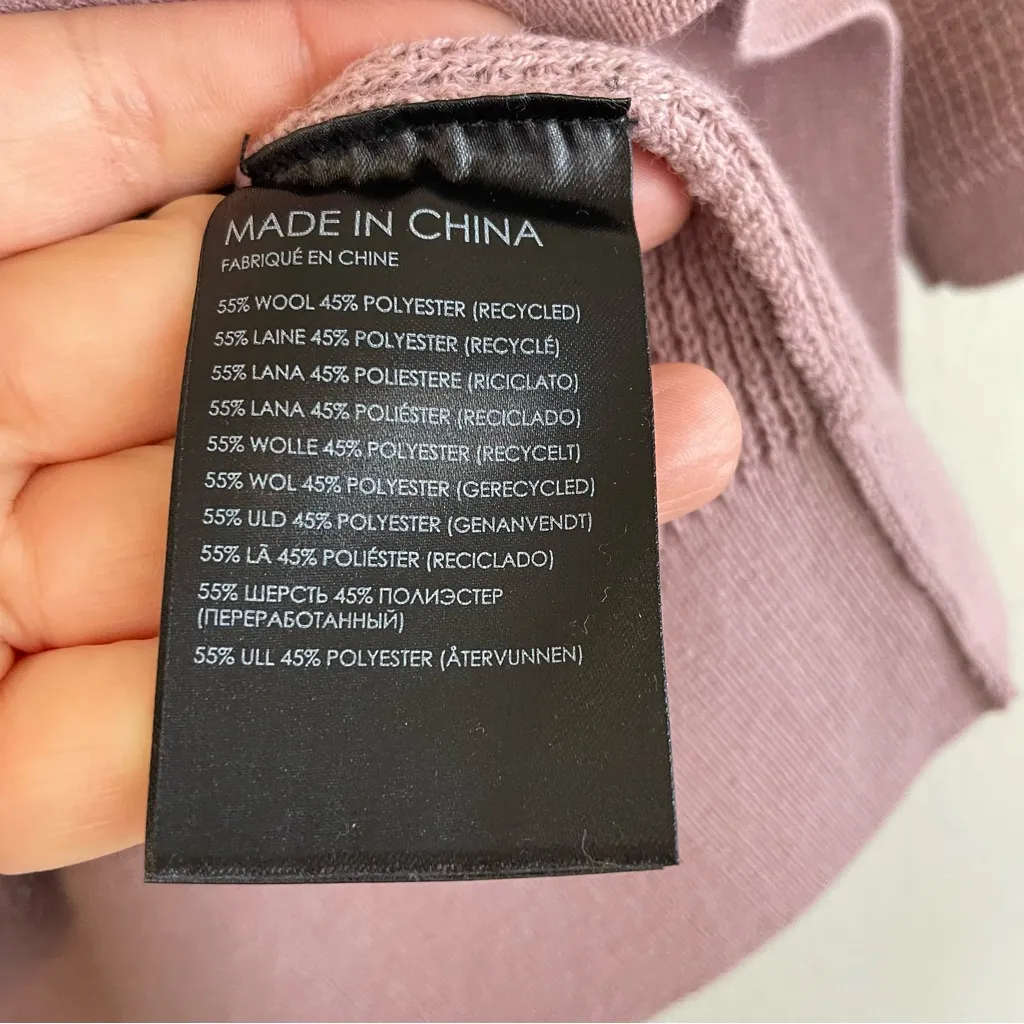 MADE IN CHINA
FABRIQUÉ EN CHINE
55% WOOL 45% POLYESTER (RECYCLED)
55% LAINE 45% POLYESTER (RECYCLÉ)
55% LANA 45% POLIESTERE (RICICLATO)
55% LANA 45% POLIÉSTER (RECICLADO)
55% WOLLE 45% POLYESTER (RECYCELT)
55% WOL 45% POLYESTER (GERECYCLED)
55% ULD 45% POLYESTER (GENANVENDT)
55% LÃ 45% POLIÉSTER (RECICLADO)
55% ШЕРСТЬ 45% ПОЛИЭСТЕР
(ПЕРЕРАБОТАННЫЙ)
55% ULL 45% POLYESTER (ÅTERVUNNEN)